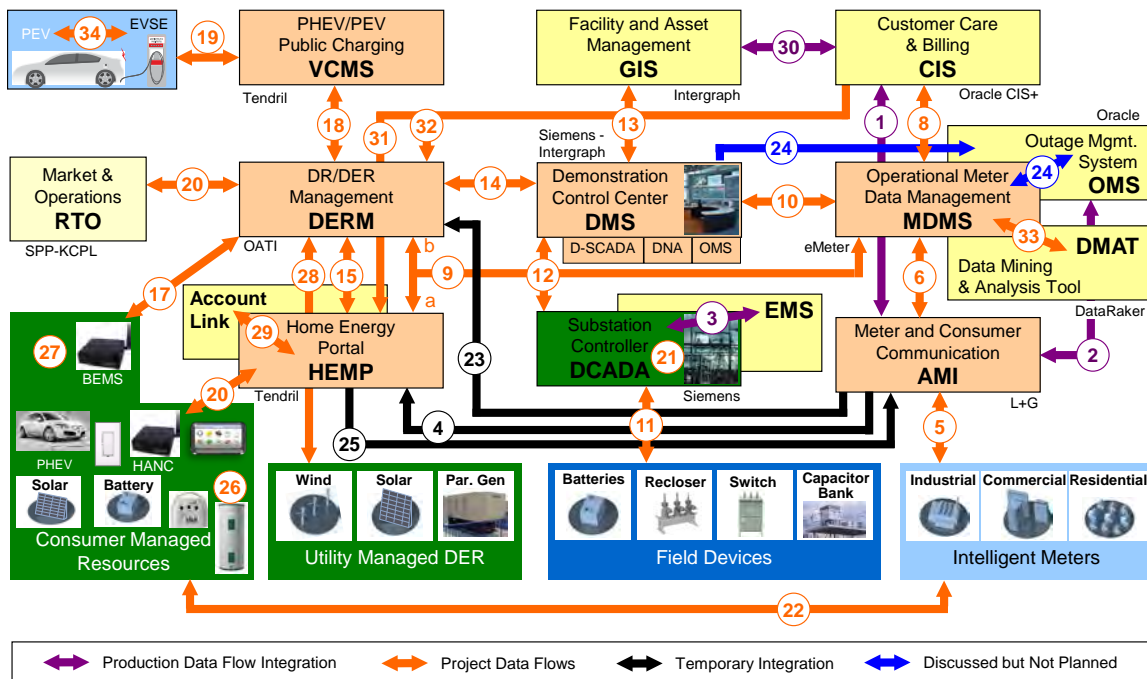 PEV
34
EVSE
19
PHEV/PEV
Public Charging
VCMS
Tendril
Facility and Asset
Management
GIS
Intergraph
30
Customer Care
& Billing
CIS
Oracle CIS+
18
31
32
13
1
8
Siemens -
Intergraph
24
Oracle
Outage Mgmt.
System
OMS
24
Market &
Operations
RTO
SPP-KCPL
20
DR/DER
Management
DERM
OATI
14
Demonstration
Control Center
DMS
D-SCADA
DNA
OMS
10
Operational Meter
Data Management
MDMS
eMeter
33
DMAT
Data Mining
& Analysis Tool
DataRaker
17
28
15
b
9
a
12
6
Account
Link
29
Home Energy
Portal
HEMP
Tendril
23
Substation
Controller
DCADA
21
Siemens
3
EMS
Meter and Consumer
Communication
AMI
L+G
2
27
BEMS
20
PHEV
HANC
Solar
Battery
26
Consumer Managed
Resources
25
4
11
5
Wind
Solar
Par. Gen
Utility Managed DER
Batteries
Recloser
Switch
Capacitor
Bank
Field Devices
Industrial
Commercial
Residential
Intelligent Meters
22
Production Data Flow Integration
Project Data Flows
Temporary Integration
Discussed but Not Planned